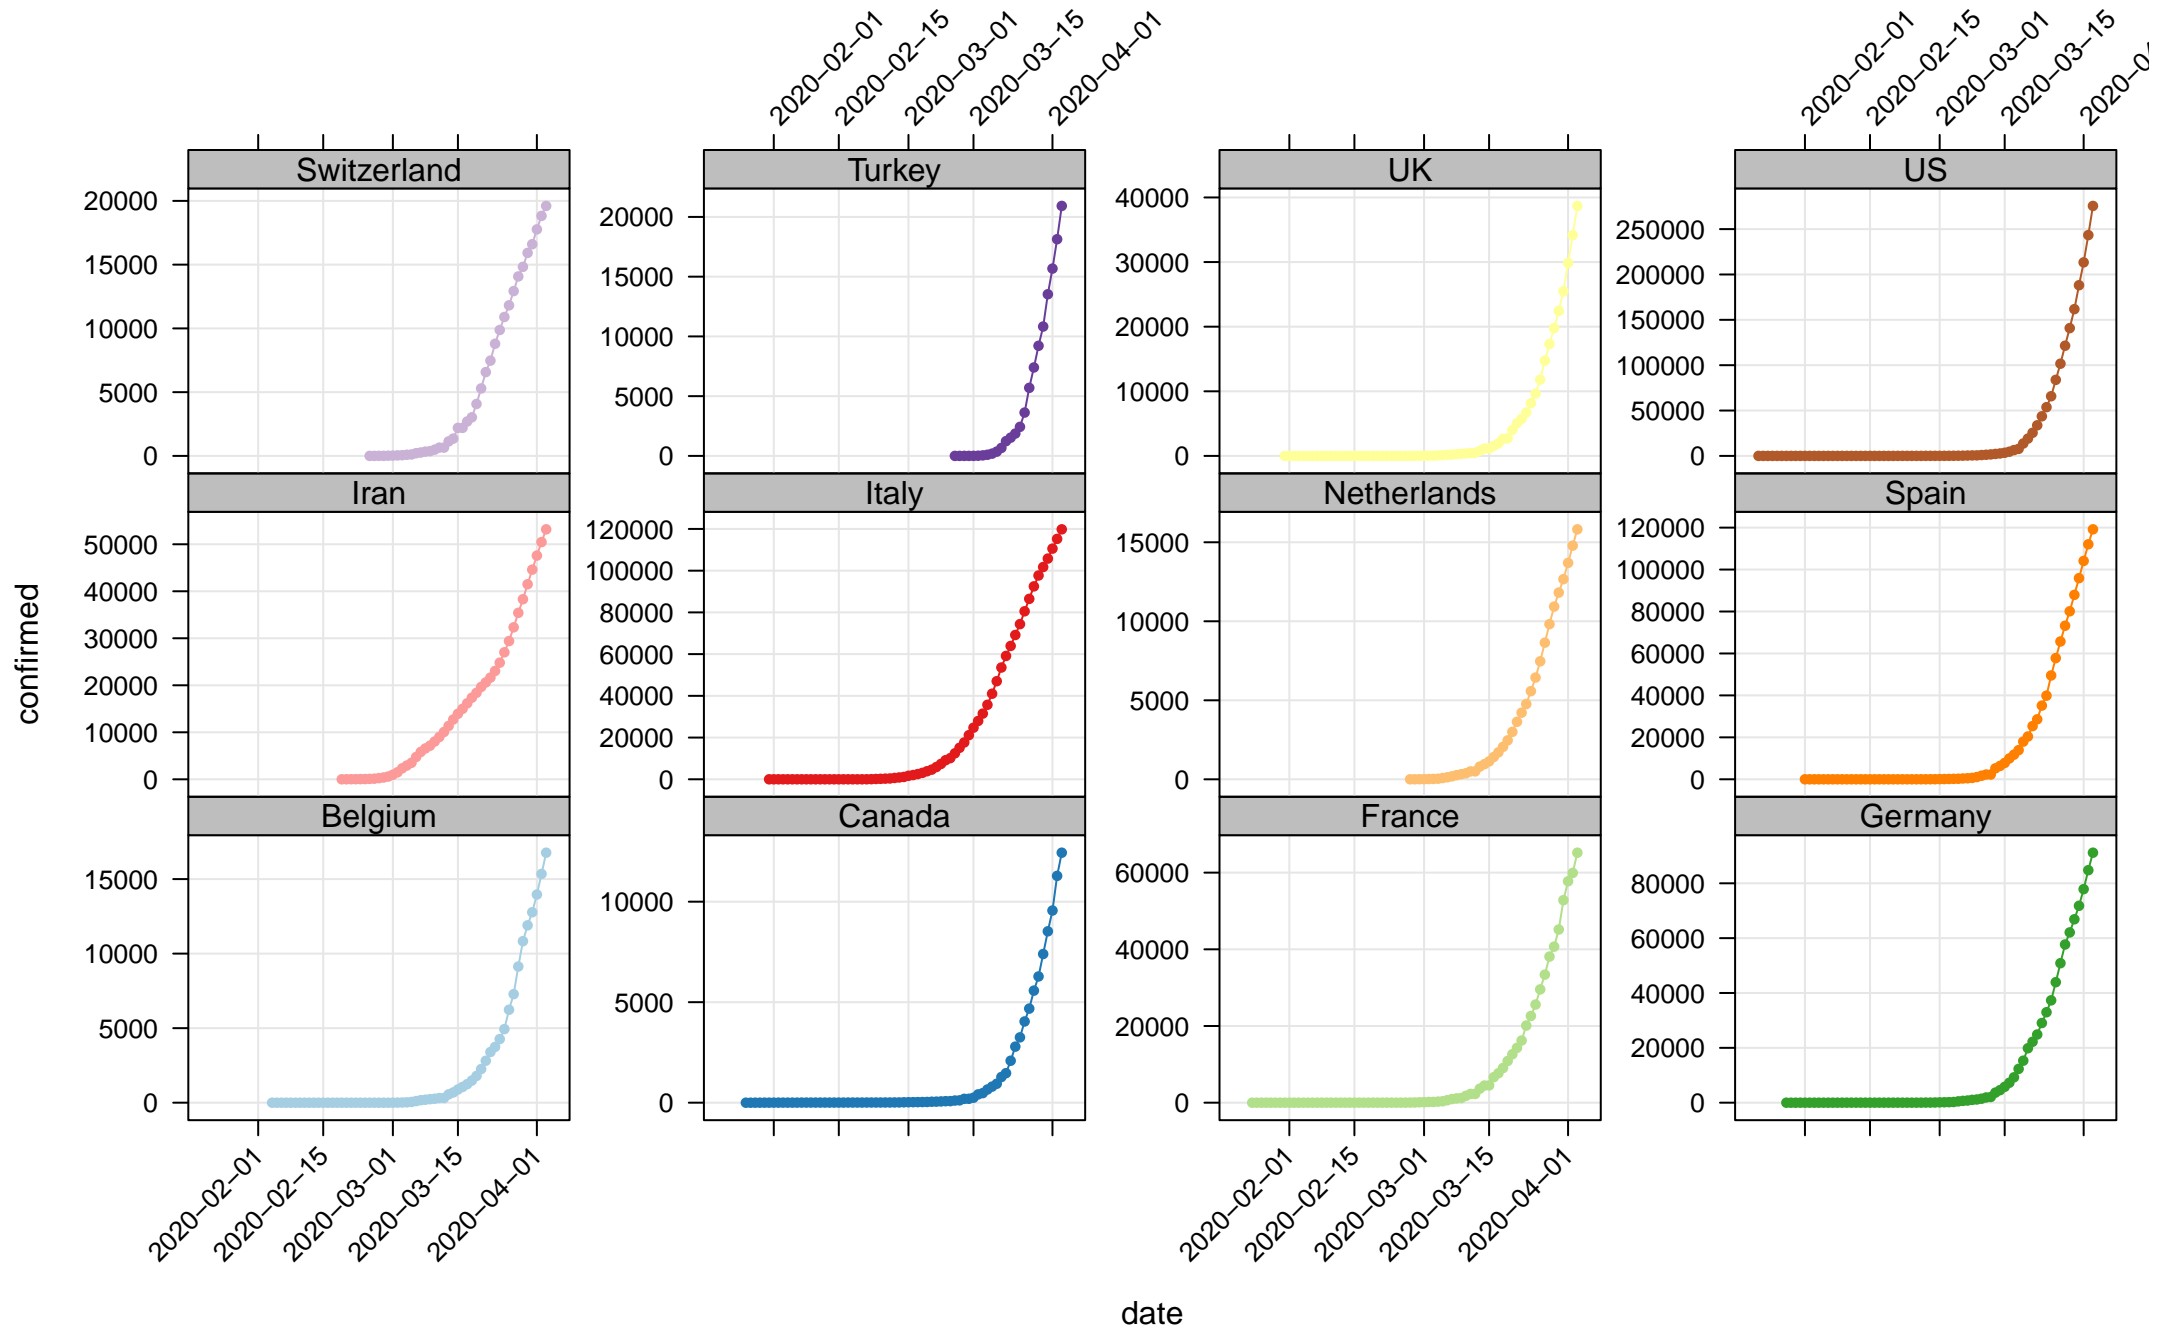 2020−02−01 2020−02−15 2020−03−01 2020−03−15 2020−04−01 2020−02−01 2020−02−15 2020−03−01 2020−03−15
Switzerland Turkey UK US
20000 15000 10000 5000 0
20000 15000 10000 5000 0
40000 30000 20000 10000 0
250000 200000 150000 100000 50000 0
Iran Italy Netherlands Spain
50000 40000 30000 20000 10000 0
120000 100000 80000 60000 40000 20000 0
15000 10000 5000 0
120000 100000 80000 60000 40000 20000 0
confirmed
Belgium Canada France Germany
15000 10000 5000 0
10000 5000 0
60000 40000 20000 0
80000 60000 40000 20000 0
2020−02−01 2020−02−15 2020−03−01 2020−03−15 2020−04−01 2020−02−01 2020−02−15 2020−03−01 2020−03−15 2020−04−01
date